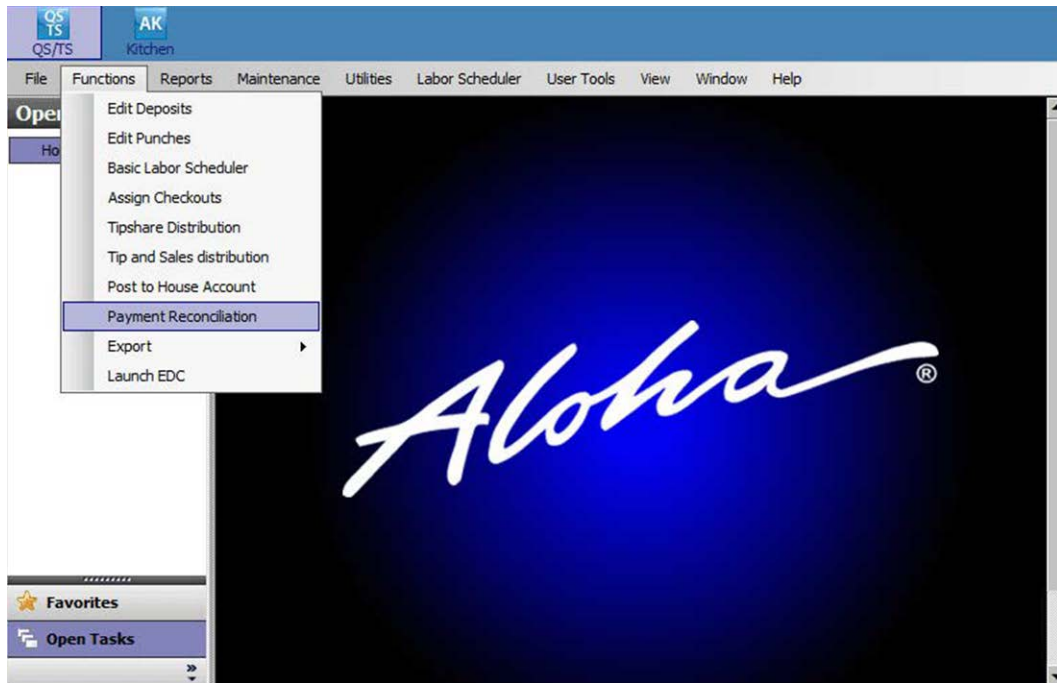 QS
TS
AK
QS/TS
Kitchen
File Functions Reports Maintenance Utilities Labor Scheduler User Tools View Window Help
Ope
Ho
Edit Deposits
Edit Punches
Basic Labor Scheduler
Assign Checkouts
Tipshare Distribution
Tip and Sales distribution
Post to House Account
Payment Reconciliation
Export
Launch EDC
Aloha ®
Favorites
Open Tasks